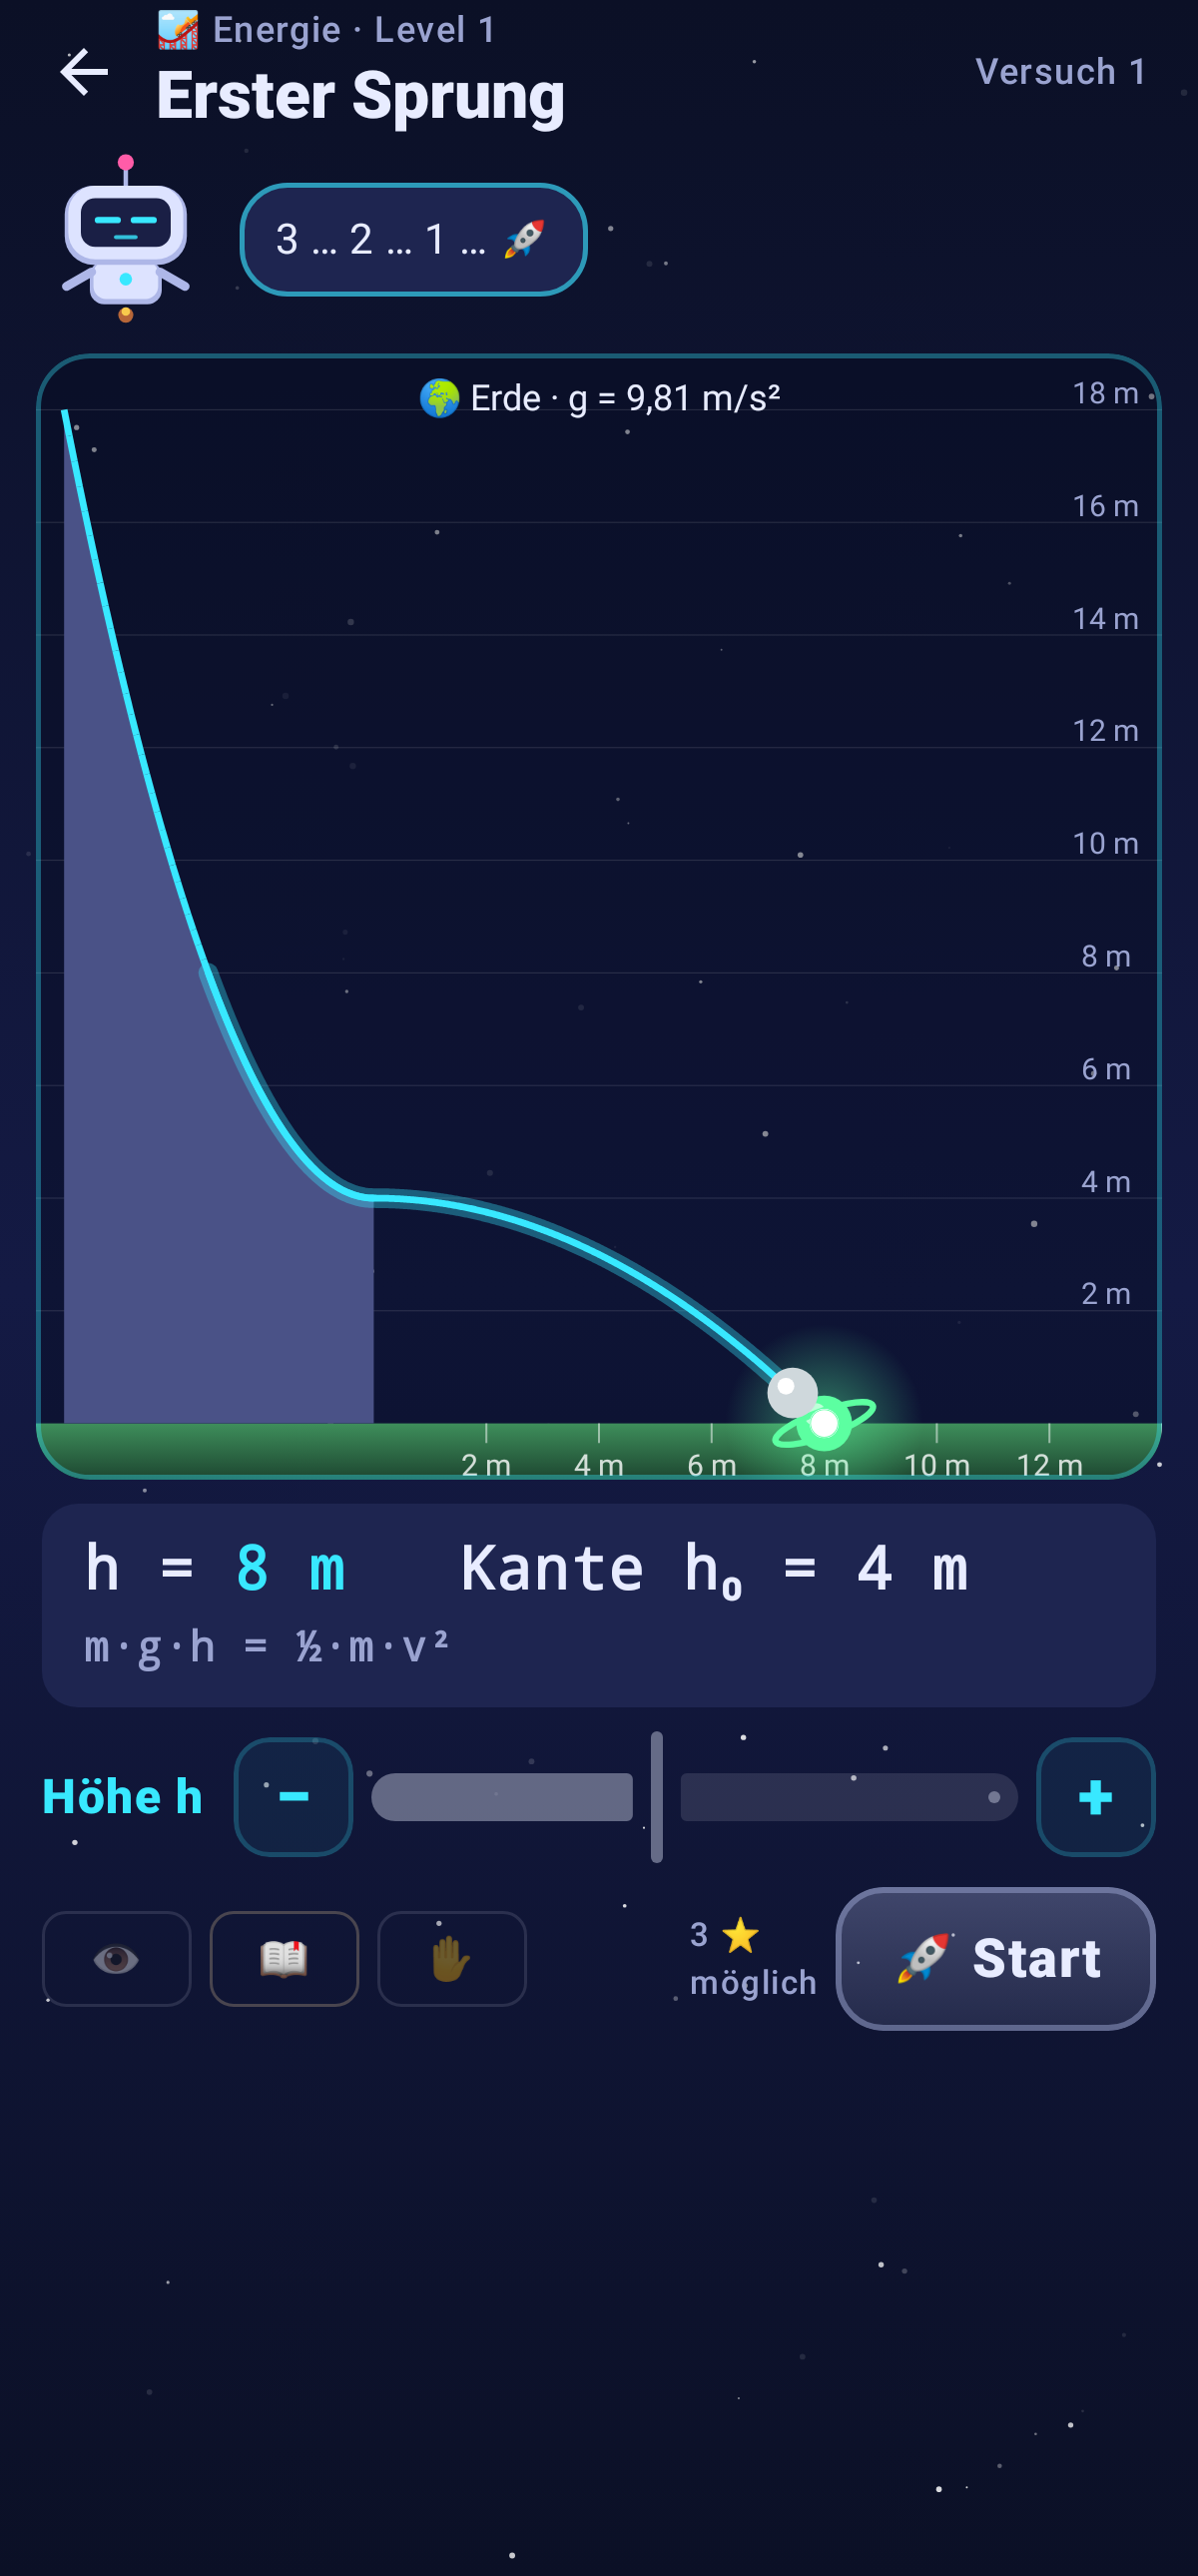 Energie · Level 1
Erster Sprung
Versuch 1
3 … 2 … 1 … 🚀
Erde · g = 9,81 m/s²
18 m
16 m
14 m
12 m
10 m
8 m
6 m
4 m
2 m
2 m 4 m 6 m 8 m 10 m 12 m
h = 8 m Kante h₀ = 4 m
m·g·h = ½·m·v²
Höhe h − +
3 ⭐
möglich
🚀 Start